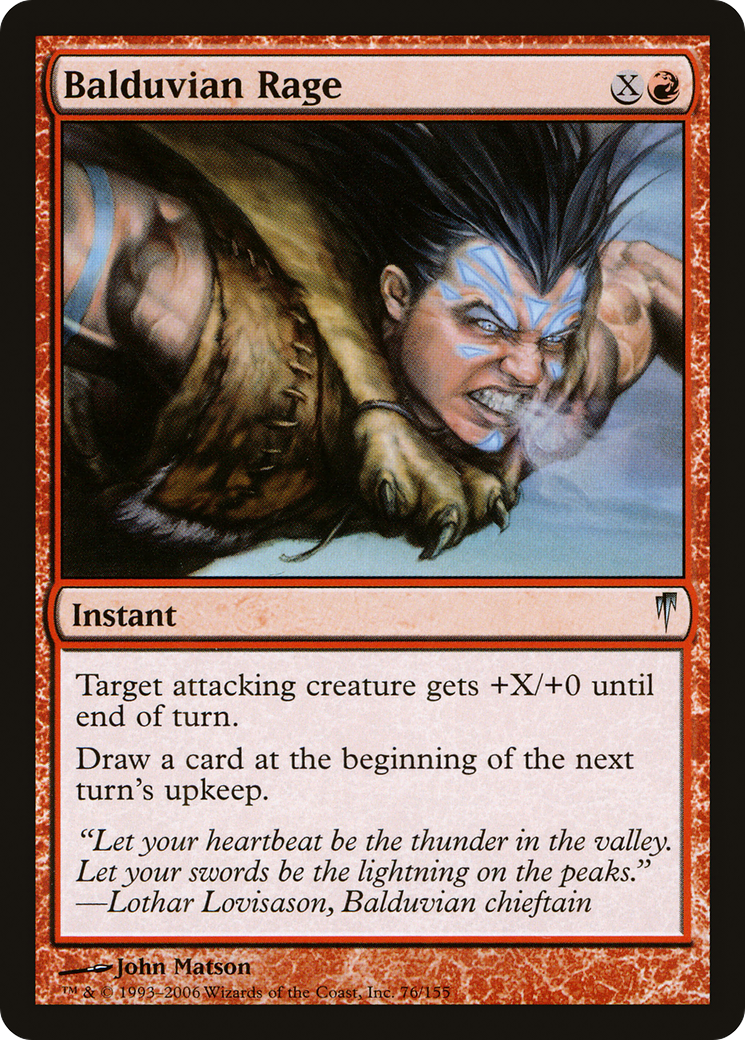 Balduvian Rage X
Instant
Target attacking creature gets +X/+0 until
end of turn.
Draw a card at the beginning of the next
turn's upkeep.
“Let your heartbeat be the thunder in the valley.
Let your swords be the lightning on the peaks.”
—Lothar Lovisason, Balduvian chieftain
John Matson
™ & © 1993–2006 Wizards of the Coast, Inc. 76/155